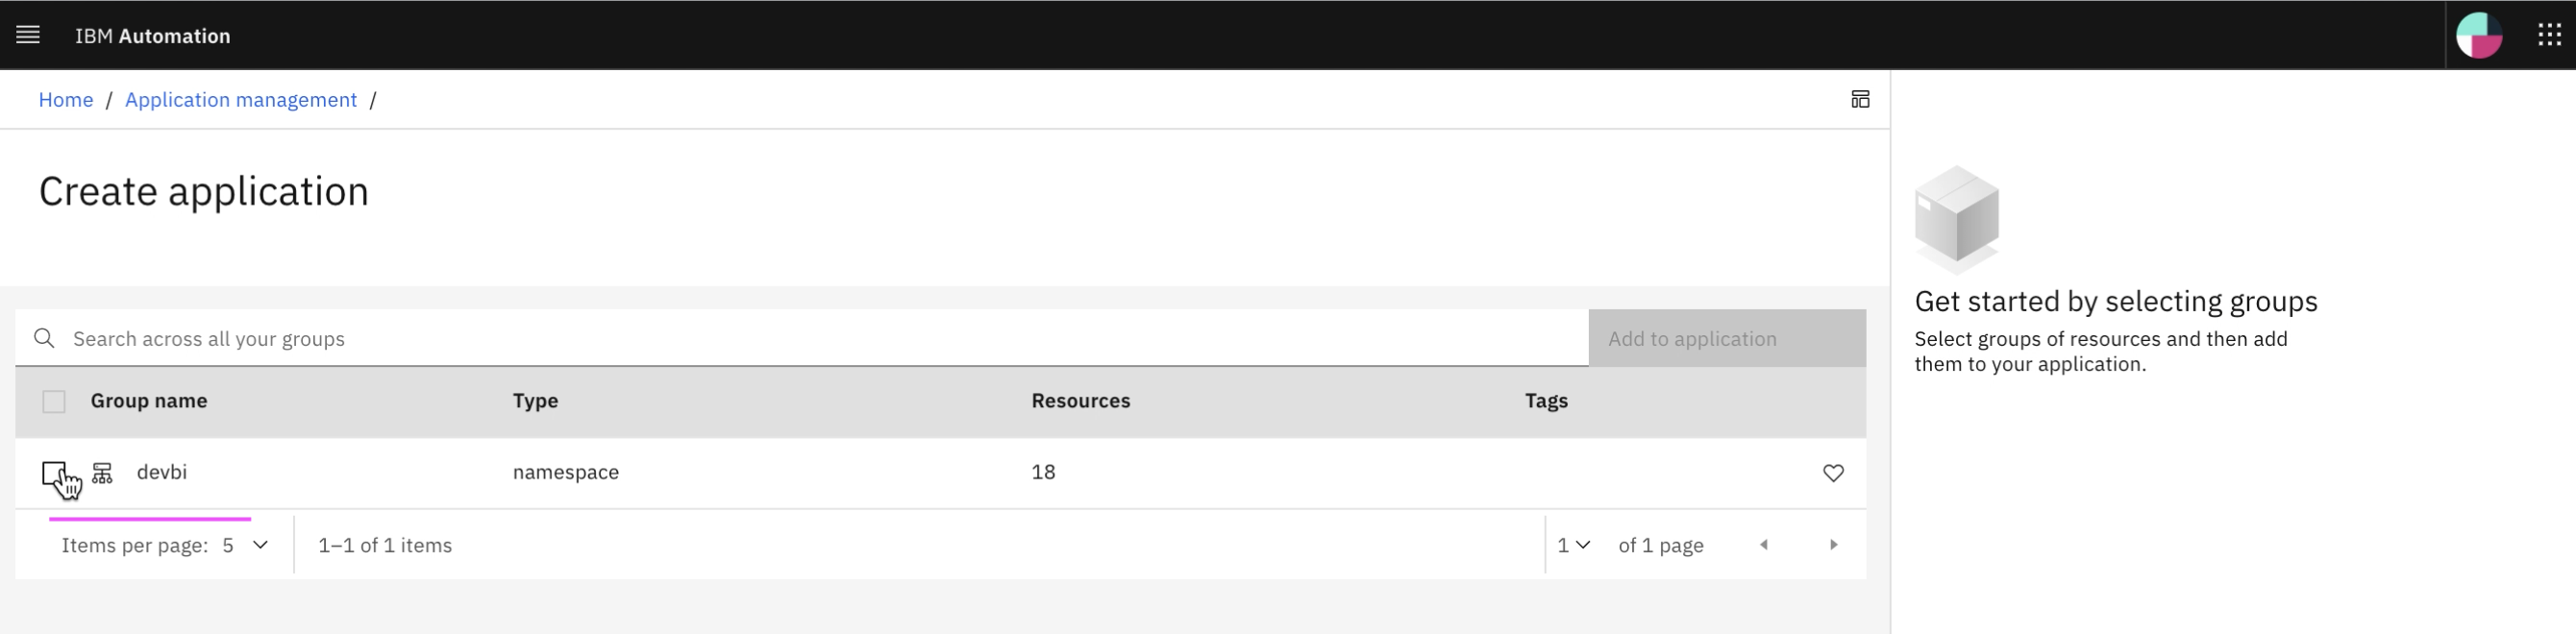 IBM Automation
Home / Application management /
Create application
Search across all your groups
Add to application
Group name Type Resources Tags
devbi namespace 18
Items per page: 5 1–1 of 1 items 1 of 1 page
Get started by selecting groups
Select groups of resources and then add
them to your application.